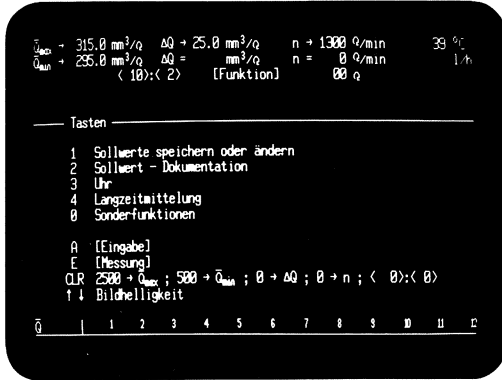 Q̄max → 315.0 mm³/Q ΔQ → 25.0 mm³/Q n → 1300 Q/min 39 °C
Q̄min → 295.0 mm³/Q ΔQ = mm³/Q n = 0 Q/min l/h
< 10>:< 2> [Funktion] 00 Q
Tasten
1 Sollwerte speichern oder ändern
2 Sollwert - Dokumentation
3 Uhr
4 Langzeitmittelung
0 Sonderfunktionen
A [Eingabe]
E [Messung]
CLR 2500 → Q̄max ; 500 → Q̄min ; 0 → ΔQ ; 0 → n ; < 0>:< 0>
↑ ↓ Bildhelligkeit
Q̄ 1 2 3 4 5 6 7 8 9 10 11 12